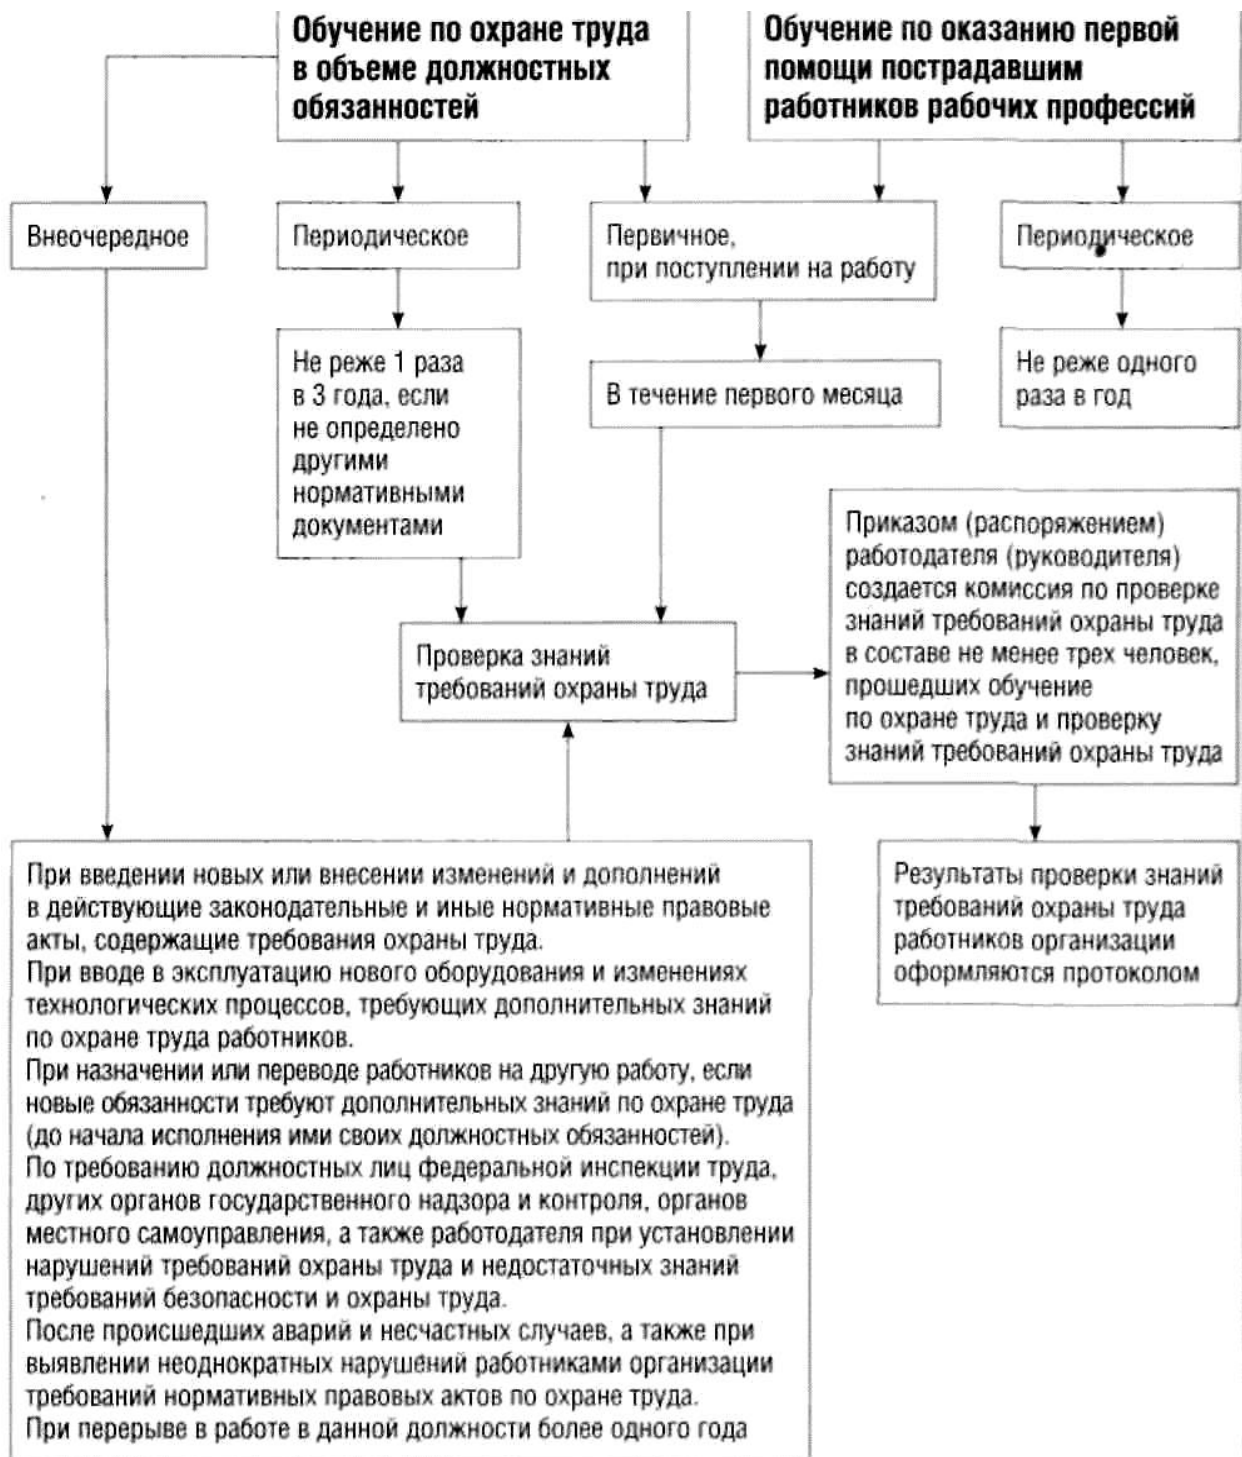 Обучение по охране труда
в объеме должностных
обязанностей
Обучение по оказанию первой
помощи пострадавшим
работников рабочих профессий
Внеочередное
Периодическое
Первичное,
при поступлении на работу
Периодическое
Не реже 1 раза
в 3 года, если
не определено
другими
нормативными
документами
В течение первого месяца
Не реже одного
раза в год
Проверка знаний
требований охраны труда
Приказом (распоряжением)
работодателя (руководителя)
создается комиссия по проверке
знаний требований охраны труда
в составе не менее трех человек,
прошедших обучение
по охране труда и проверку
знаний требований охраны труда
При введении новых или внесении изменений и дополнений
в действующие законодательные и иные нормативные правовые
акты, содержащие требования охраны труда.
При вводе в эксплуатацию нового оборудования и изменениях
технологических процессов, требующих дополнительных знаний
по охране труда работников.
При назначении или переводе работников на другую работу, если
новые обязанности требуют дополнительных знаний по охране труда
(до начала исполнения ими своих должностных обязанностей).
По требованию должностных лиц федеральной инспекции труда,
других органов государственного надзора и контроля, органов
местного самоуправления, а также работодателя при установлении
нарушений требований охраны труда и недостаточных знаний
требований безопасности и охраны труда.
После происшедших аварий и несчастных случаев, а также при
выявлении неоднократных нарушений работниками организации
требований нормативных правовых актов по охране труда.
При перерыве в работе в данной должности более одного года
Результаты проверки знаний
требований охраны труда
работников организации
оформляются протоколом